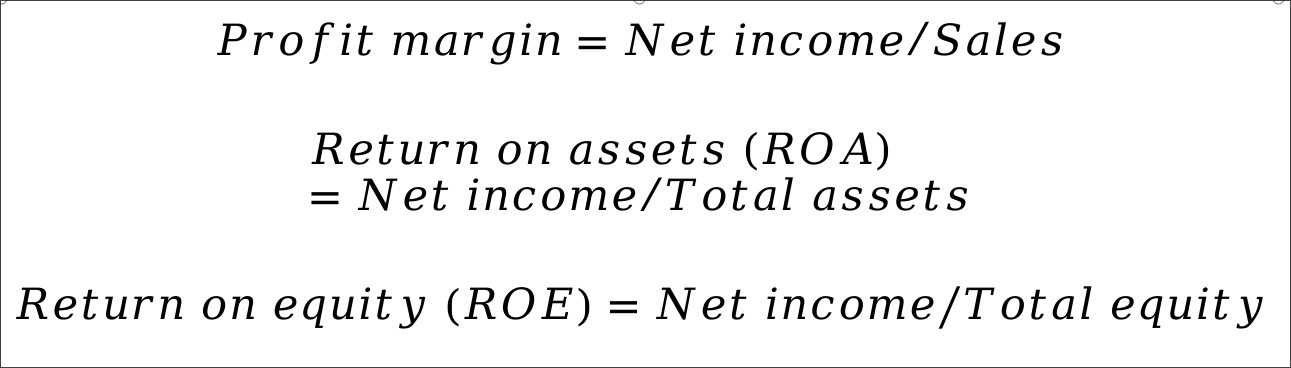 Profit margin = Net income/Sales
Return on assets (ROA)
= Net income/Total assets
Return on equity (ROE) = Net income/Total equity